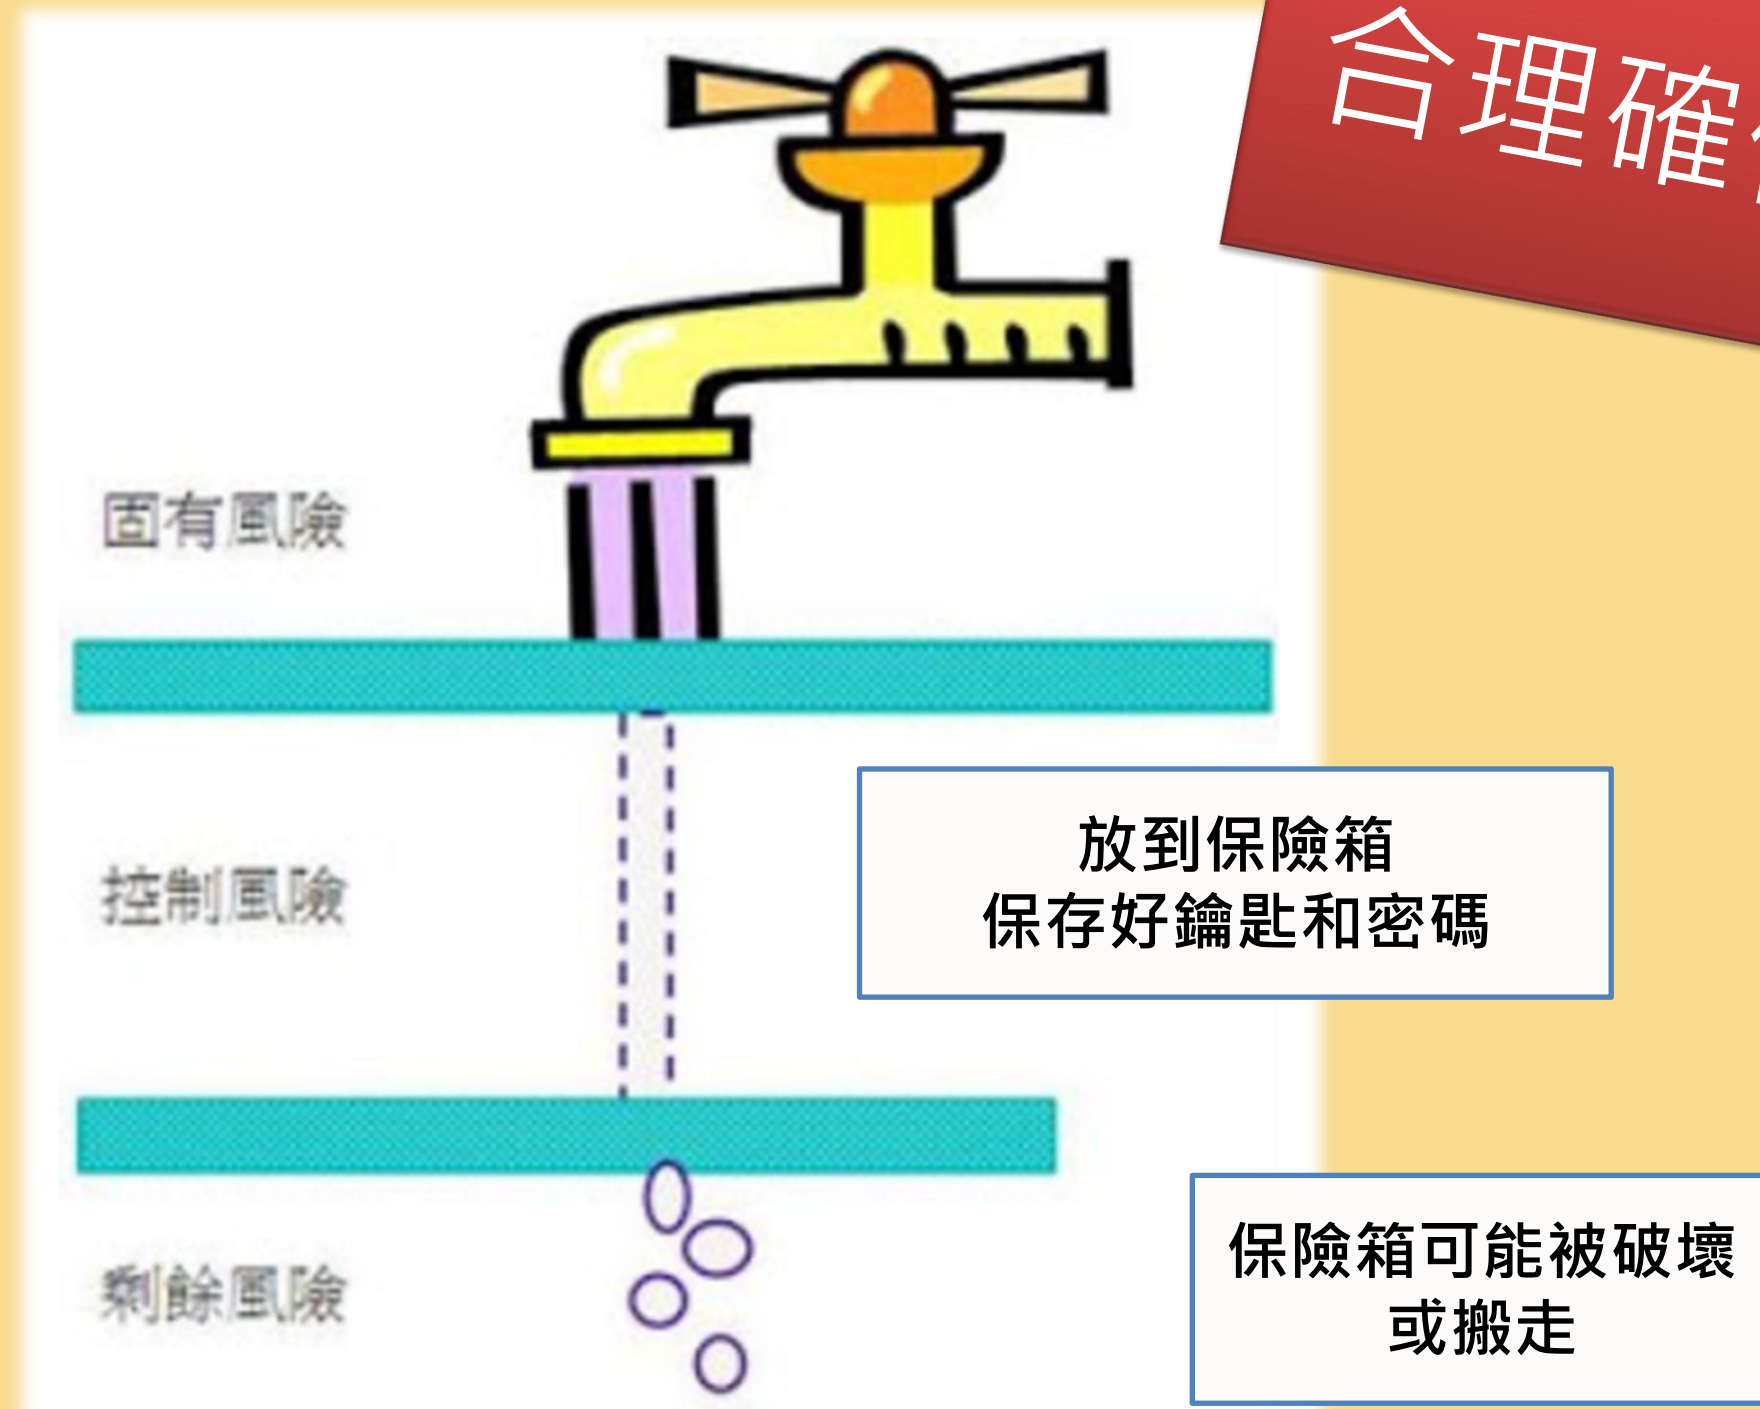 合理確
固有風險
控制風險
放到保險箱
保存好鑰匙和密碼
剩餘風險
保險箱可能被破壞
或搬走